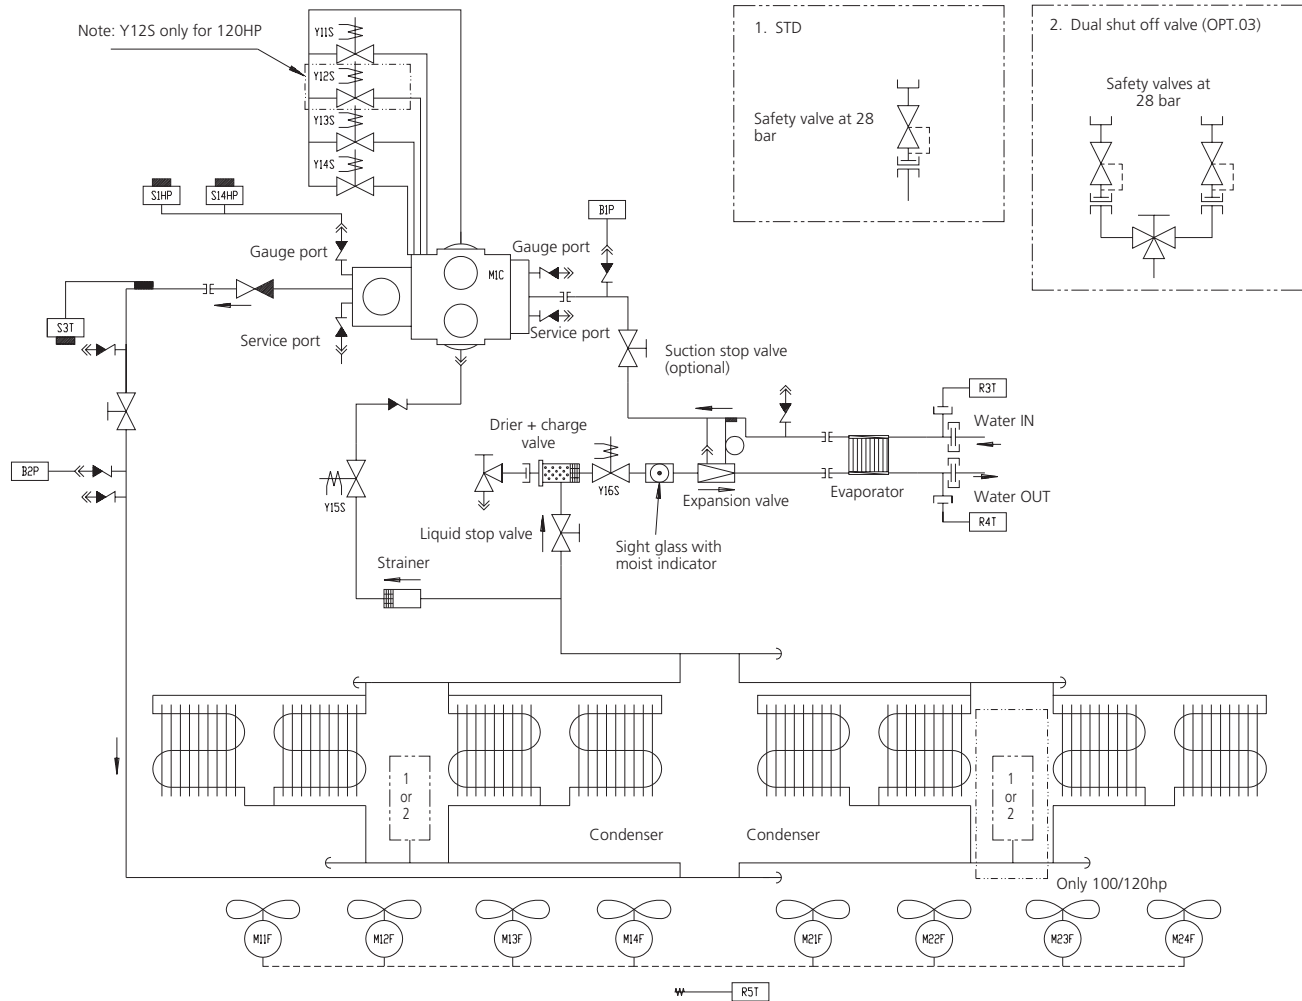 Note: Y12S only for 120HP
Y11S
Y12S
Y13S
Y14S
1. STD
Safety valve at 28
bar
2. Dual shut off valve (OPT.03)
Safety valves at
28 bar
S1HP
S14HP
B1P
Gauge port
Gauge port
M1C
S3T
Service port
Service port
Suction stop valve
(optional)
R3T
Water IN
Drier + charge
valve
B2P
Y15S
Y16S
Expansion valve
Evaporator
Water OUT
R4T
Liquid stop valve
Sight glass with
moist indicator
Strainer
1
or
2
1
or
2
Condenser
Condenser
Only 100/120hp
M11F
M12F
M13F
M14F
M21F
M22F
M23F
M24F
R5T